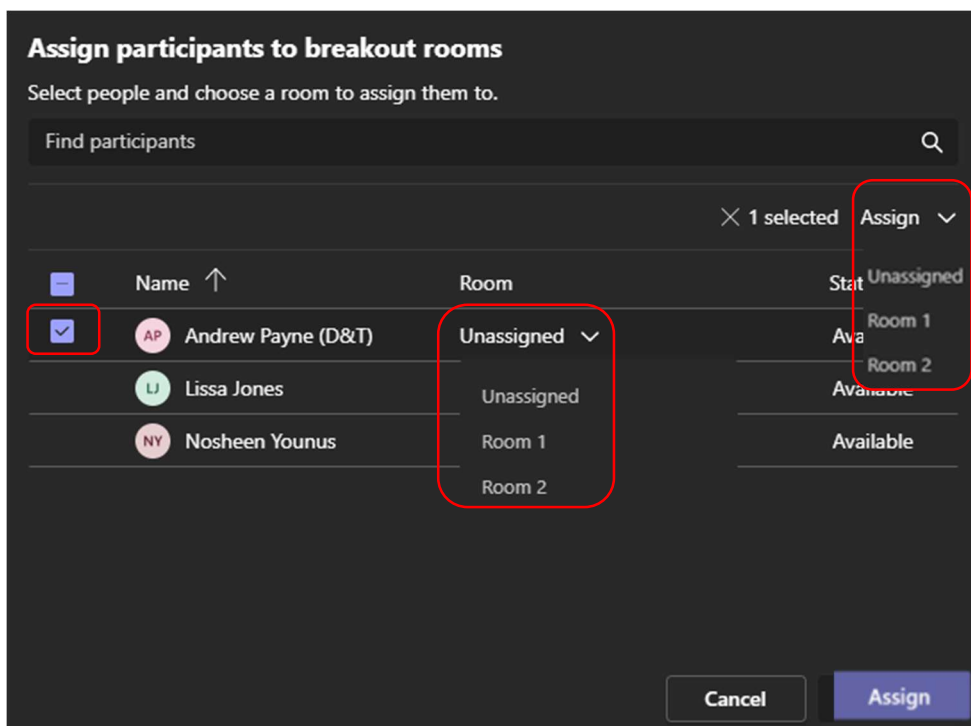 Assign participants to breakout rooms
Select people and choose a room to assign them to.
Find participants
1 selected Assign
Unassigned
Room 1
Room 2
Name Room Stat
AP Andrew Payne (D&T) Unassigned Ava
LJ Lissa Jones Available
NY Nosheen Younus Available
Unassigned
Room 1
Room 2
Cancel Assign